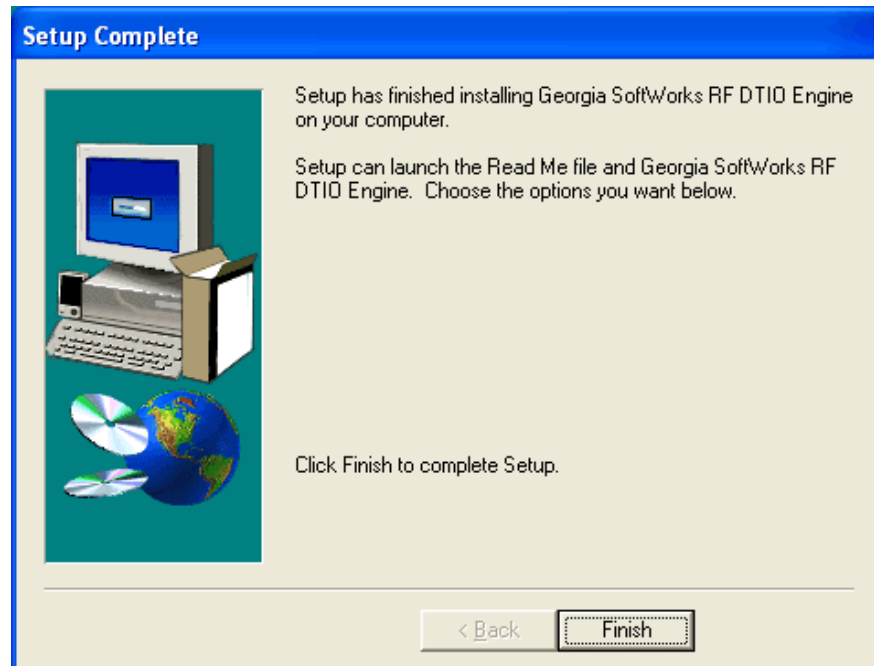 Setup Complete
Setup has finished installing Georgia SoftWorks RF DTIO Engine
on your computer.
Setup can launch the Read Me file and Georgia SoftWorks RF
DTIO Engine. Choose the options you want below.
Click Finish to complete Setup.
< Back
Finish